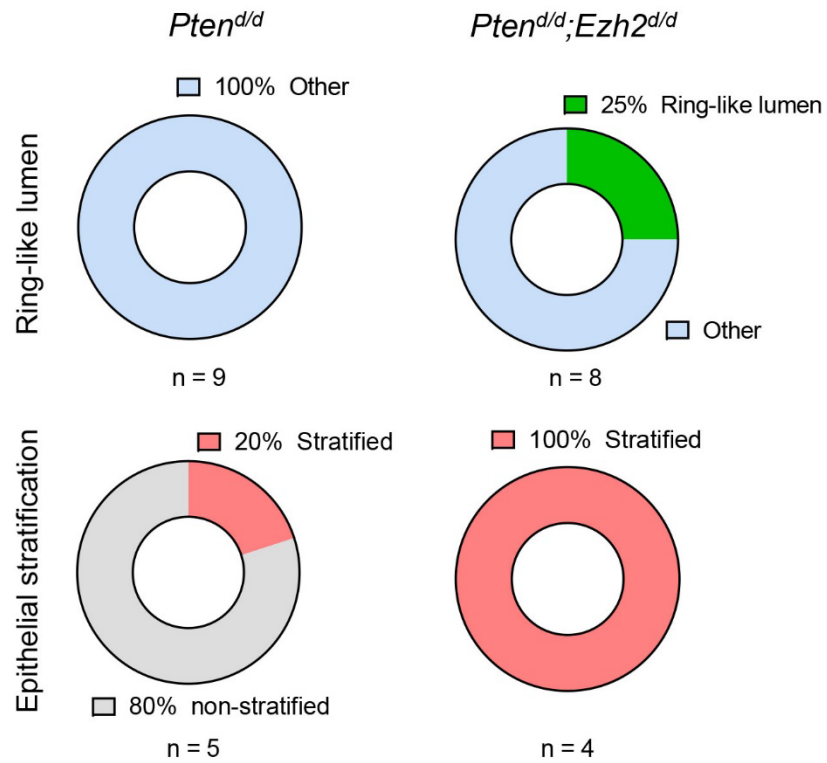 Pten^d/d
Pten^d/d;Ezh2^d/d
Ring-like lumen
100% Other
25% Ring-like lumen
Other
n = 9
n = 8
Epithelial stratification
20% Stratified
100% Stratified
80% non-stratified
n = 5
n = 4